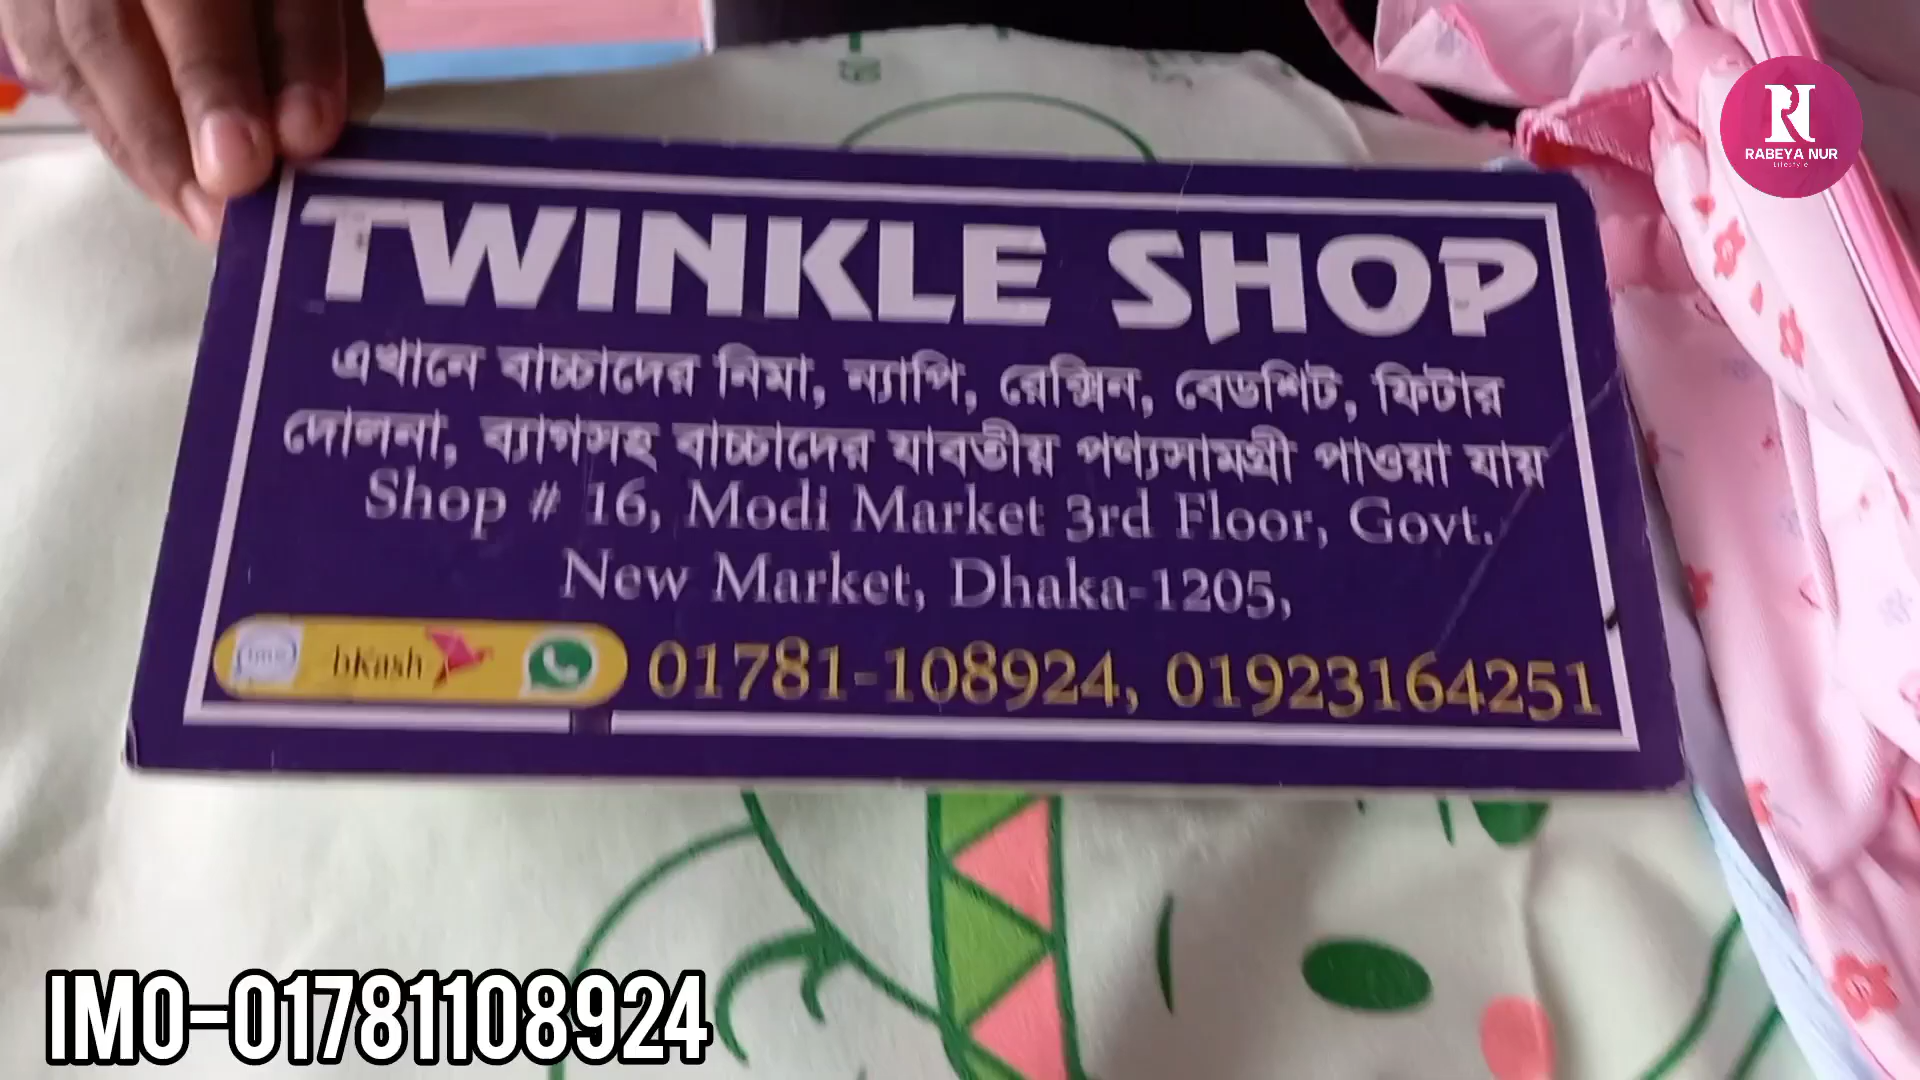 RABEYA NUR
Lifestyle
TWINKLE SHOP
এখানে বাচ্চাদের নিমা, ন্যাপি, রেক্সিন, বেডশিট, ফিটার
দোলনা, ব্যাগসহ বাচ্চাদের যাবতীয় পণ্যসামগ্রী পাওয়া যায়
Shop # 16, Modi Market 3rd Floor, Govt.
New Market, Dhaka-1205,
imo bKash 01781-108924, 01923164251
IMO-01781108924